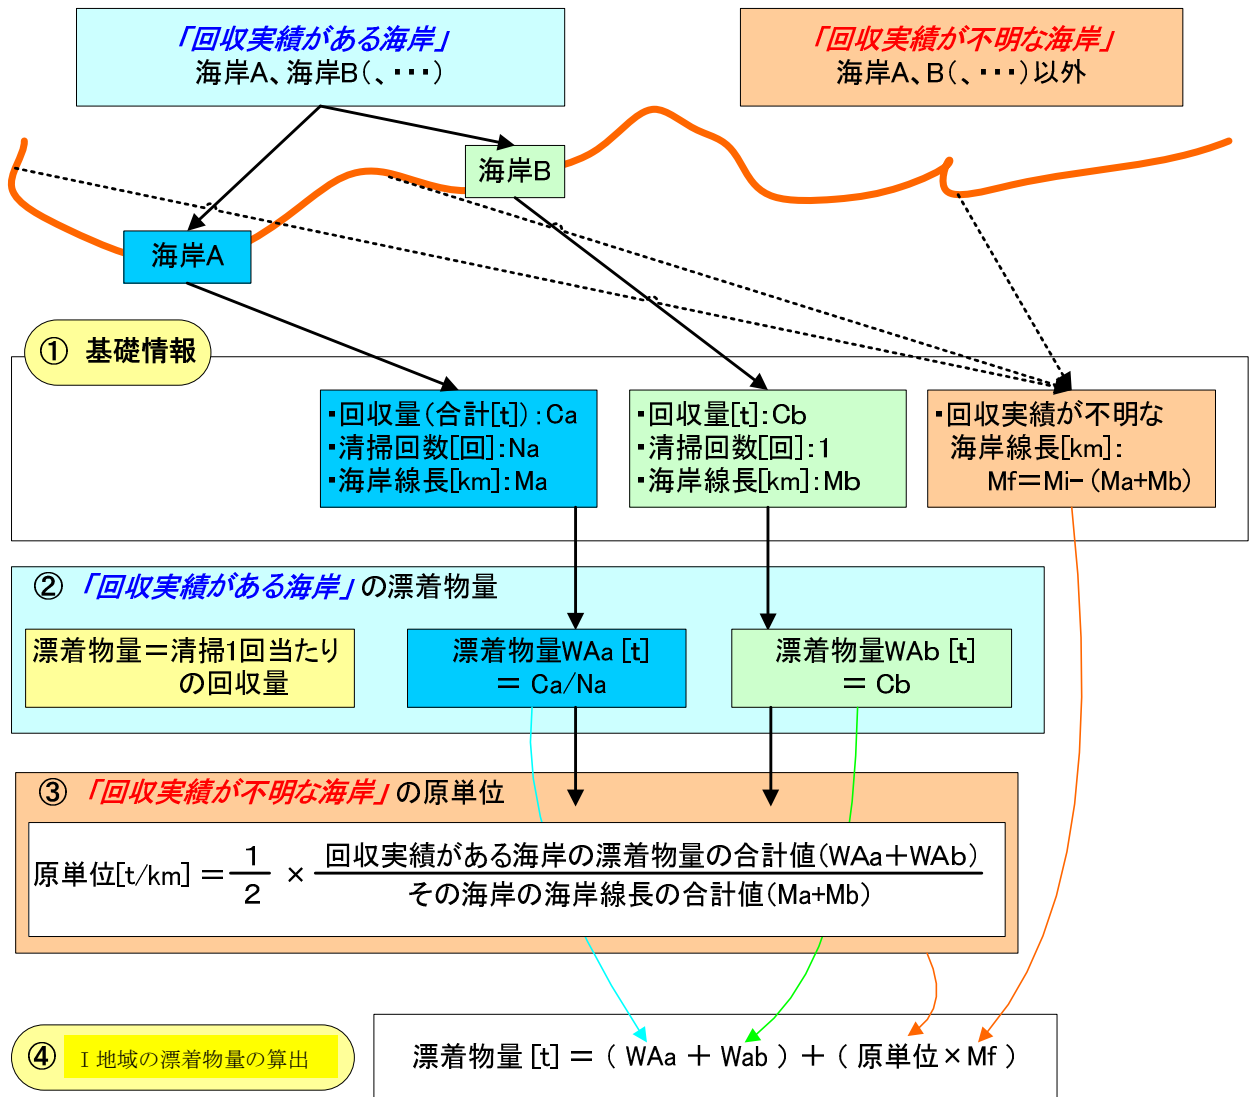 「回収実績がある海岸」
海岸A、海岸B(、・・・)
「回収実績が不明な海岸」
海岸A、B(、・・・)以外
海岸B
海岸A
① 基礎情報
・回収量(合計[t]):Ca
・清掃回数[回]:Na
・海岸線長[km]:Ma
・回収量[t]:Cb
・清掃回数[回]:1
・海岸線長[km]:Mb
・回収実績が不明な
海岸線長[km]:
Mf=Mi-(Ma+Mb)
② 「回収実績がある海岸」の漂着物量
漂着物量=清掃1回当たり
の回収量
漂着物量WAa [t]
= Ca/Na
漂着物量WAb [t]
= Cb
③ 「回収実績が不明な海岸」の原単位
原単位[t/km] = 1/2 × 回収実績がある海岸の漂着物量の合計値(WAa+WAb)
その海岸の海岸線長の合計値(Ma+Mb)
④ Ⅰ地域の漂着物量の算出
漂着物量 [t] = ( WAa + Wab ) + ( 原単位×Mf )